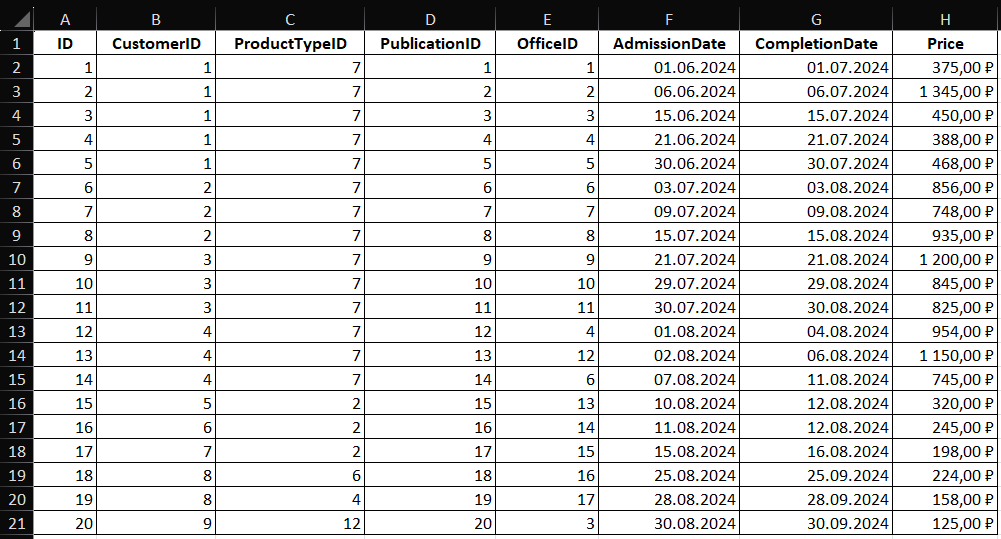 A B C D E F G H
1 ID CustomerID ProductTypeID PublicationID OfficeID AdmissionDate CompletionDate Price
2 1 1 7 1 1 01.06.2024 01.07.2024 375,00 ₽
3 2 1 7 2 2 06.06.2024 06.07.2024 1 345,00 ₽
4 3 1 7 3 3 15.06.2024 15.07.2024 450,00 ₽
5 4 1 7 4 4 21.06.2024 21.07.2024 388,00 ₽
6 5 1 7 5 5 30.06.2024 30.07.2024 468,00 ₽
7 6 2 7 6 6 03.07.2024 03.08.2024 856,00 ₽
8 7 2 7 7 7 09.07.2024 09.08.2024 748,00 ₽
9 8 2 7 8 8 15.07.2024 15.08.2024 935,00 ₽
10 9 3 7 9 9 21.07.2024 21.08.2024 1 200,00 ₽
11 10 3 7 10 10 29.07.2024 29.08.2024 845,00 ₽
12 11 3 7 11 11 30.07.2024 30.08.2024 825,00 ₽
13 12 4 7 12 4 01.08.2024 04.08.2024 954,00 ₽
14 13 4 7 13 12 02.08.2024 06.08.2024 1 150,00 ₽
15 14 4 7 14 6 07.08.2024 11.08.2024 745,00 ₽
16 15 5 2 15 13 10.08.2024 12.08.2024 320,00 ₽
17 16 6 2 16 14 11.08.2024 12.08.2024 245,00 ₽
18 17 7 2 17 15 15.08.2024 16.08.2024 198,00 ₽
19 18 8 6 18 16 25.08.2024 25.09.2024 224,00 ₽
20 19 8 4 19 17 28.08.2024 28.09.2024 158,00 ₽
21 20 9 12 20 3 30.08.2024 30.09.2024 125,00 ₽